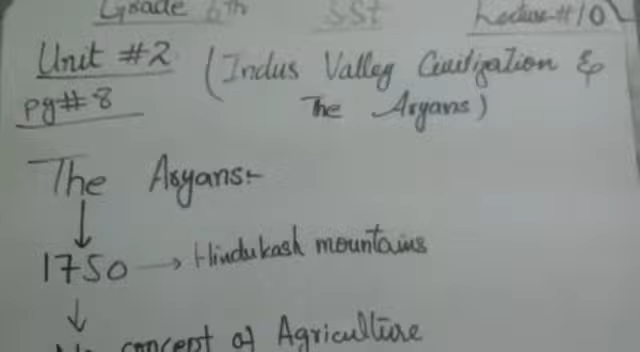 Grade 6th SSt Lecture #10
Unit #2 (Indus Valley Civilization &
pg# 8 The Aryans)
The Aryans:-
↓
1750 → Hindukash mountains
↓
No concept of Agriculture